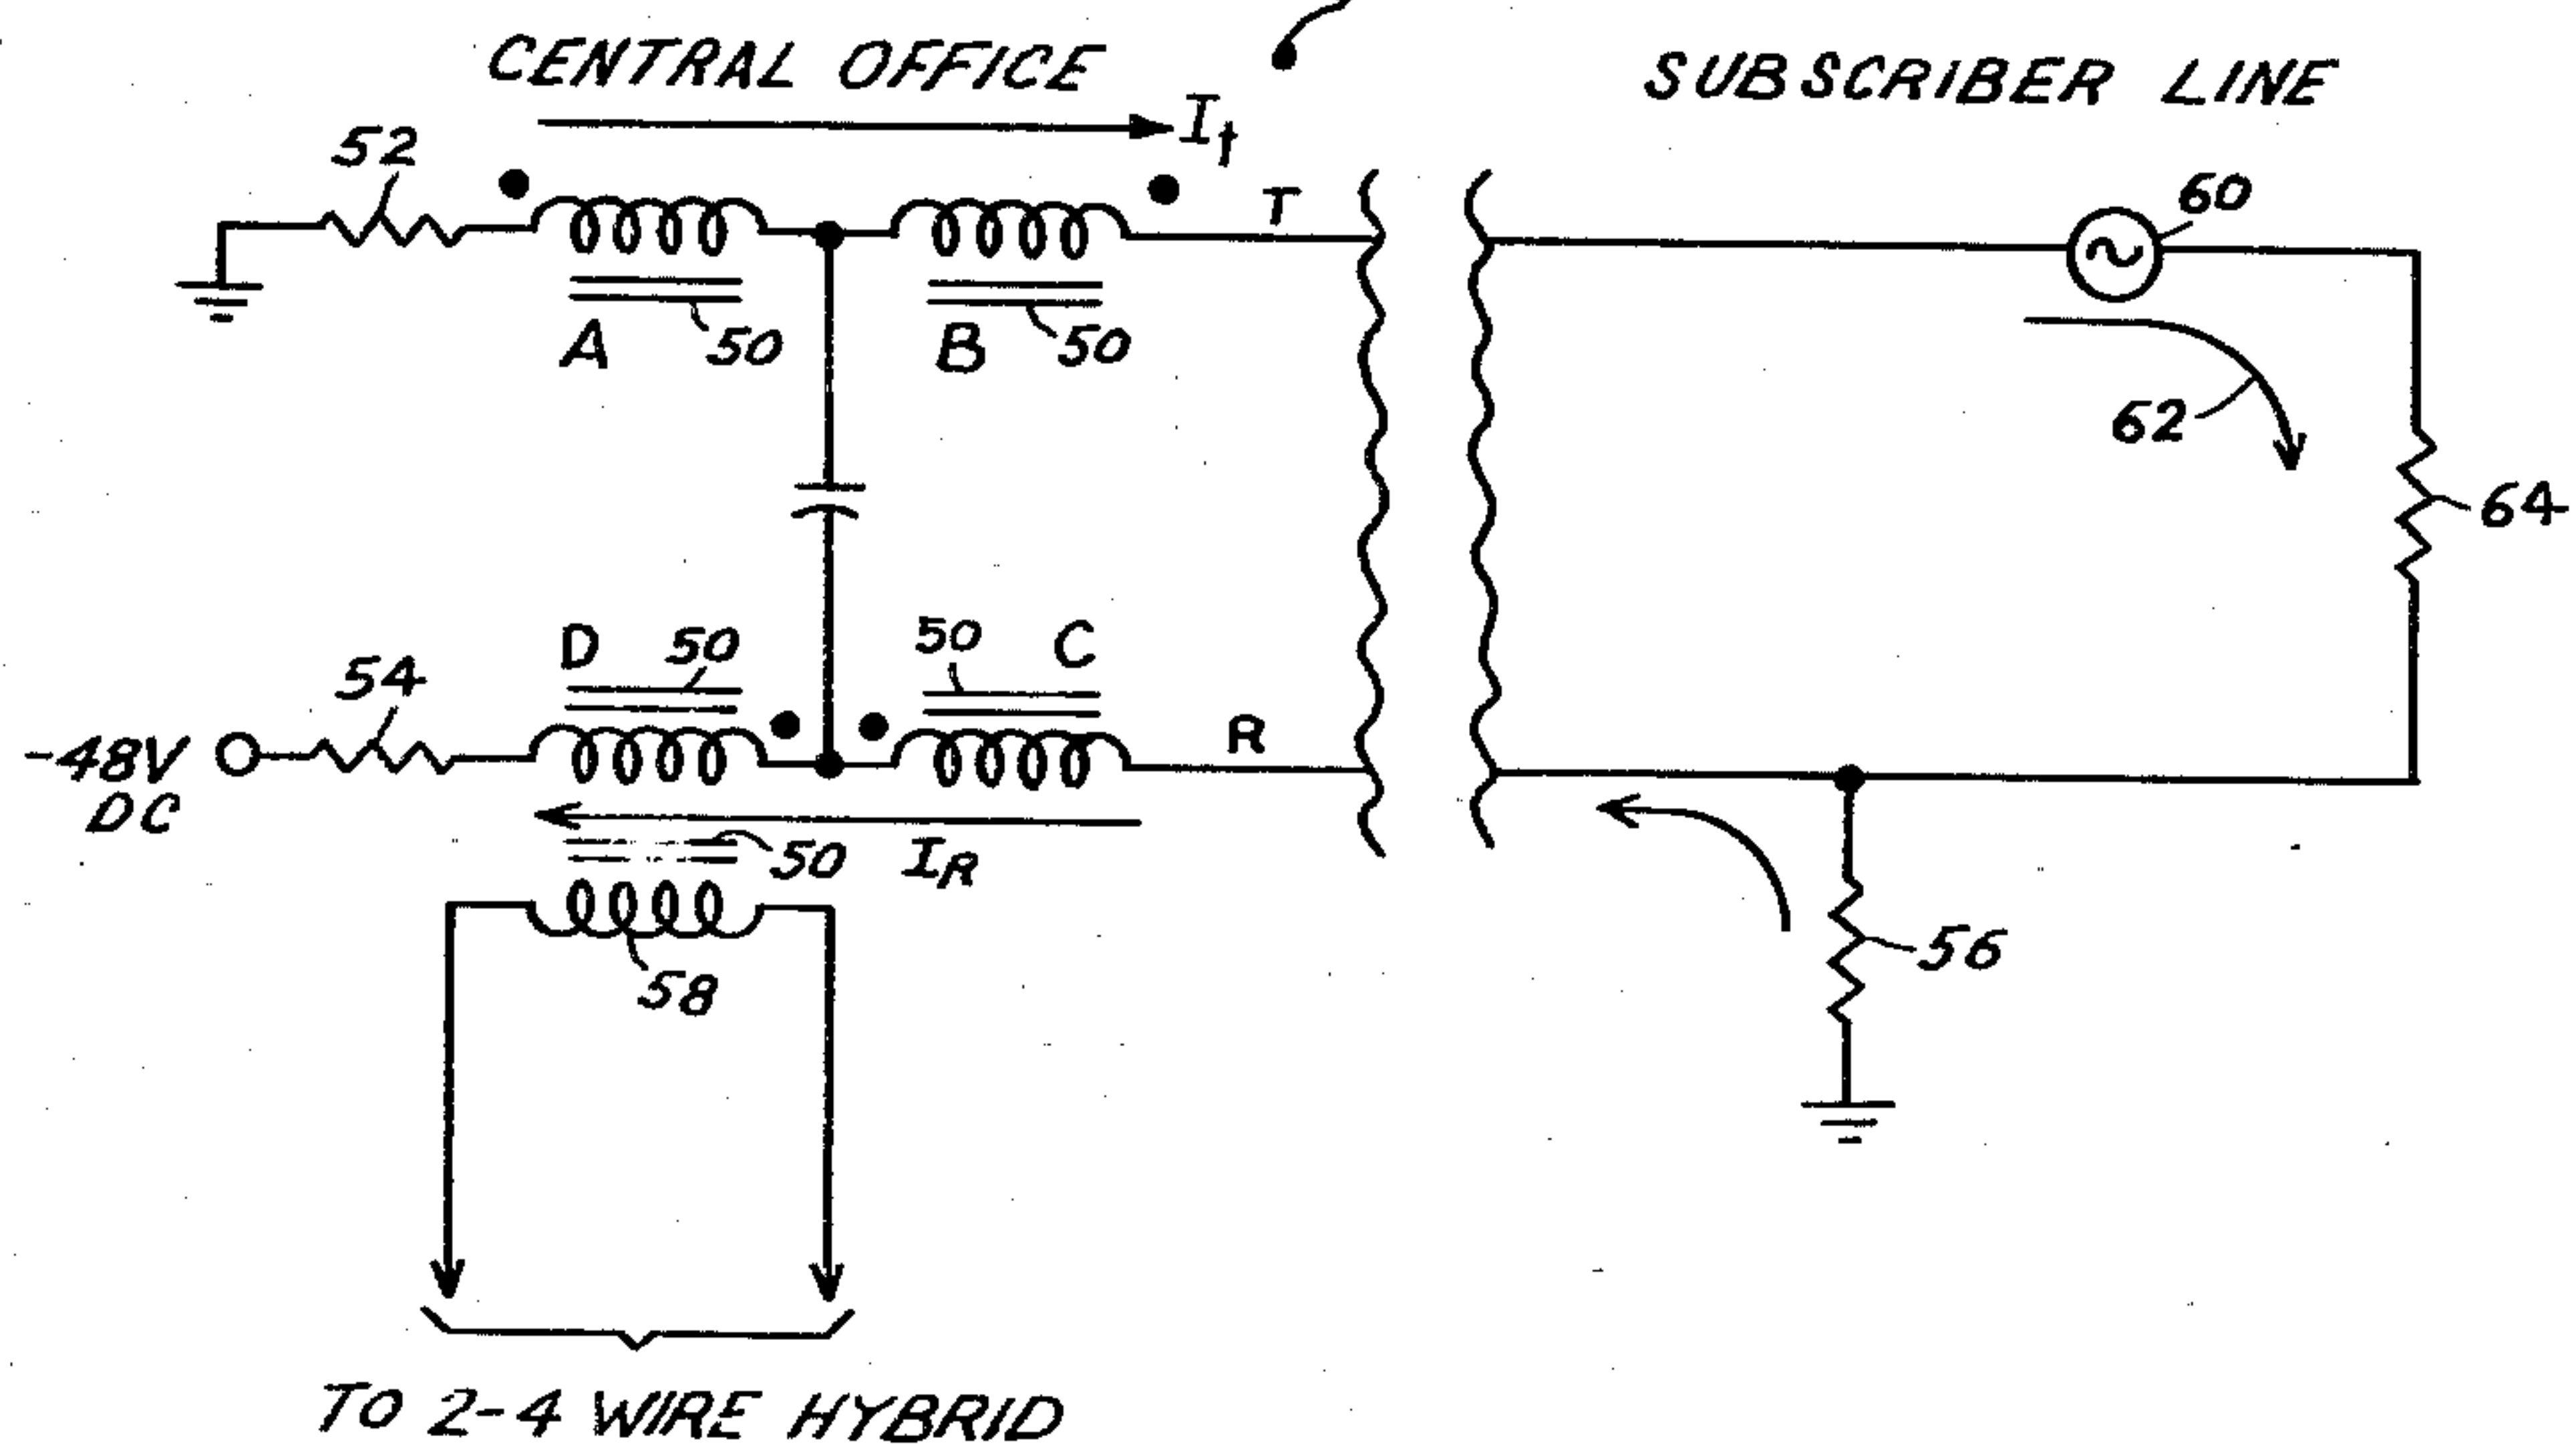 CENTRAL OFFICE
SUBSCRIBER LINE
It
52
T
60
A
50
B
50
62
64
D
50
50
C
54
R
-48V
DC
50
IR
56
58
TO 2-4 WIRE HYBRID